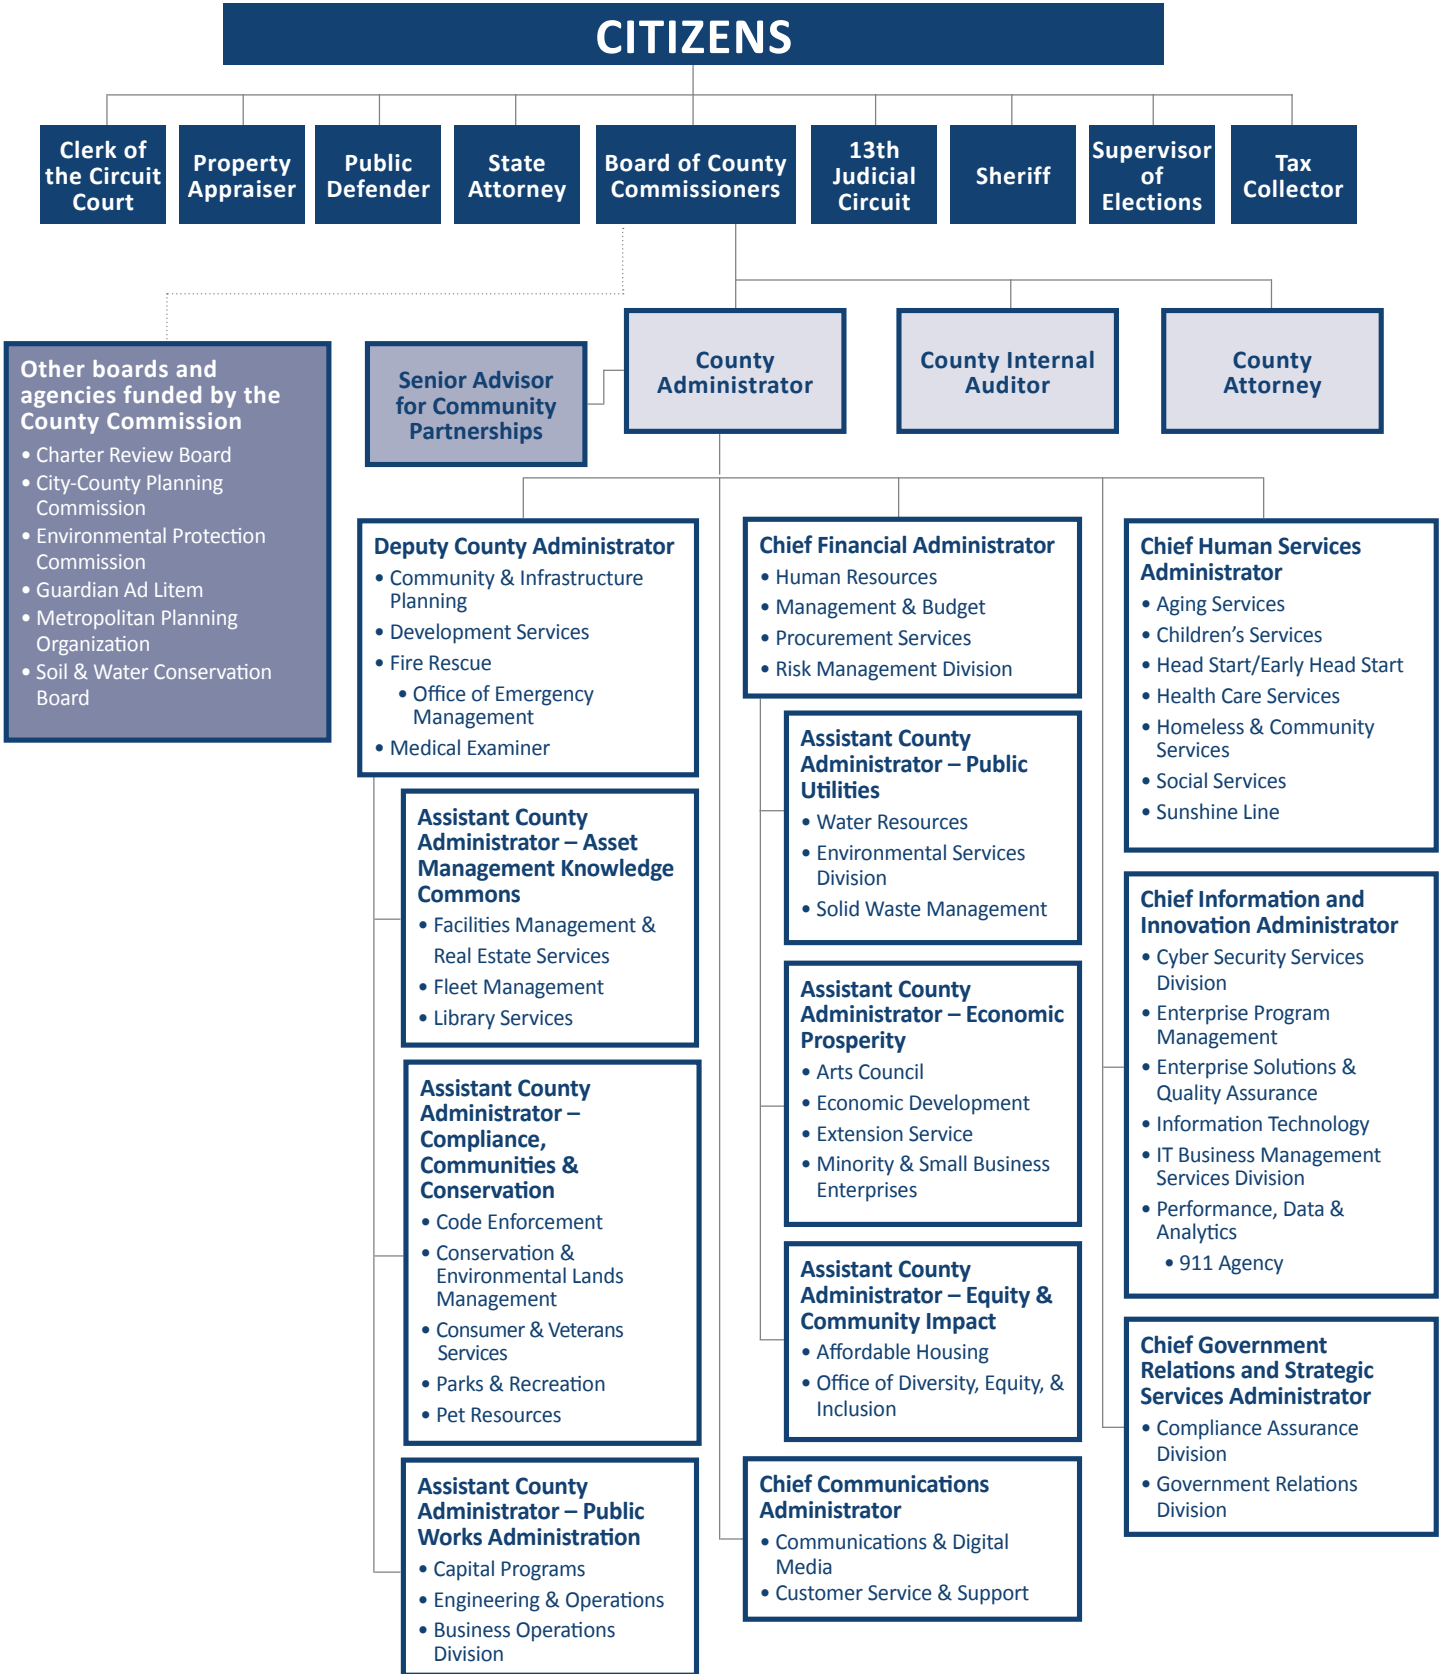 CITIZENS
Clerk of
the Circuit
Court
Property
Appraiser
Public
Defender
State
Attorney
Board of County
Commissioners
13th
Judicial
Circuit
Sheriff
Supervisor
of
Elections
Tax
Collector
Other boards and
agencies funded by the
County Commission
• Charter Review Board
• City-County Planning
Commission
• Environmental Protection
Commission
• Guardian Ad Litem
• Metropolitan Planning
Organization
• Soil & Water Conservation
Board
Senior Advisor
for Community
Partnerships
County
Administrator
County Internal
Auditor
County
Attorney
Deputy County Administrator
• Community & Infrastructure
Planning
• Development Services
• Fire Rescue
• Office of Emergency
Management
• Medical Examiner
Assistant County
Administrator – Asset
Management Knowledge
Commons
• Facilities Management &
Real Estate Services
• Fleet Management
• Library Services
Assistant County
Administrator –
Compliance,
Communities &
Conservation
• Code Enforcement
• Conservation &
Environmental Lands
Management
• Consumer & Veterans
Services
• Parks & Recreation
• Pet Resources
Assistant County
Administrator – Public
Works Administration
• Capital Programs
• Engineering & Operations
• Business Operations
Division
Chief Financial Administrator
• Human Resources
• Management & Budget
• Procurement Services
• Risk Management Division
Assistant County
Administrator – Public
Utilities
• Water Resources
• Environmental Services
Division
• Solid Waste Management
Assistant County
Administrator – Economic
Prosperity
• Arts Council
• Economic Development
• Extension Service
• Minority & Small Business
Enterprises
Assistant County
Administrator – Equity &
Community Impact
• Affordable Housing
• Office of Diversity, Equity, &
Inclusion
Chief Communications
Administrator
• Communications & Digital
Media
• Customer Service & Support
Chief Human Services
Administrator
• Aging Services
• Children’s Services
• Head Start/Early Head Start
• Health Care Services
• Homeless & Community
Services
• Social Services
• Sunshine Line
Chief Information and
Innovation Administrator
• Cyber Security Services
Division
• Enterprise Program
Management
• Enterprise Solutions &
Quality Assurance
• Information Technology
• IT Business Management
Services Division
• Performance, Data &
Analytics
• 911 Agency
Chief Government
Relations and Strategic
Services Administrator
• Compliance Assurance
Division
• Government Relations
Division